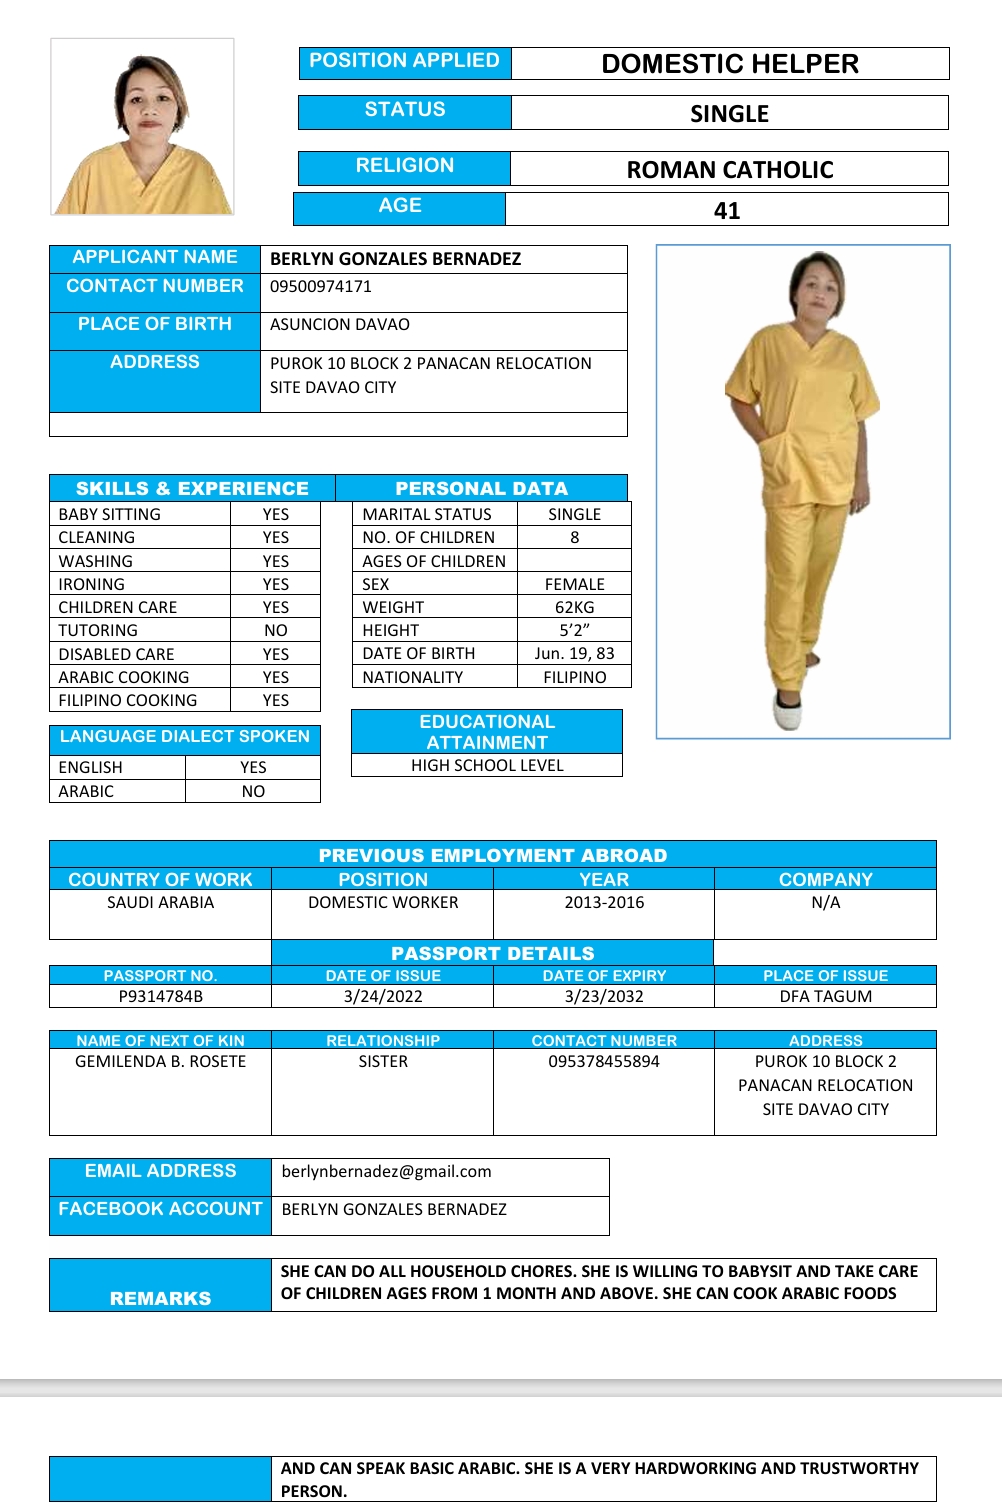 POSITION APPLIED DOMESTIC HELPER
STATUS SINGLE
RELIGION ROMAN CATHOLIC
AGE 41
APPLICANT NAME BERLYN GONZALES BERNADEZ
CONTACT NUMBER 09500974171
PLACE OF BIRTH ASUNCION DAVAO
ADDRESS PUROK 10 BLOCK 2 PANACAN RELOCATION
SITE DAVAO CITY
SKILLS & EXPERIENCE
BABY SITTING YES
CLEANING YES
WASHING YES
IRONING YES
CHILDREN CARE YES
TUTORING NO
DISABLED CARE YES
ARABIC COOKING YES
FILIPINO COOKING YES
PERSONAL DATA
MARITAL STATUS SINGLE
NO. OF CHILDREN 8
AGES OF CHILDREN
SEX FEMALE
WEIGHT 62KG
HEIGHT 5’2”
DATE OF BIRTH Jun. 19, 83
NATIONALITY FILIPINO
LANGUAGE DIALECT SPOKEN
ENGLISH YES
ARABIC NO
EDUCATIONAL
ATTAINMENT
HIGH SCHOOL LEVEL
PREVIOUS EMPLOYMENT ABROAD
COUNTRY OF WORK POSITION YEAR COMPANY
SAUDI ARABIA DOMESTIC WORKER 2013-2016 N/A
PASSPORT DETAILS
PASSPORT NO. DATE OF ISSUE DATE OF EXPIRY PLACE OF ISSUE
P9314784B 3/24/2022 3/23/2032 DFA TAGUM
NAME OF NEXT OF KIN RELATIONSHIP CONTACT NUMBER ADDRESS
GEMILENDA B. ROSETE SISTER 095378455894 PUROK 10 BLOCK 2
PANACAN RELOCATION
SITE DAVAO CITY
EMAIL ADDRESS berlynbernadez@gmail.com
FACEBOOK ACCOUNT BERLYN GONZALES BERNADEZ
REMARKS
SHE CAN DO ALL HOUSEHOLD CHORES. SHE IS WILLING TO BABYSIT AND TAKE CARE
OF CHILDREN AGES FROM 1 MONTH AND ABOVE. SHE CAN COOK ARABIC FOODS
AND CAN SPEAK BASIC ARABIC. SHE IS A VERY HARDWORKING AND TRUSTWORTHY
PERSON.